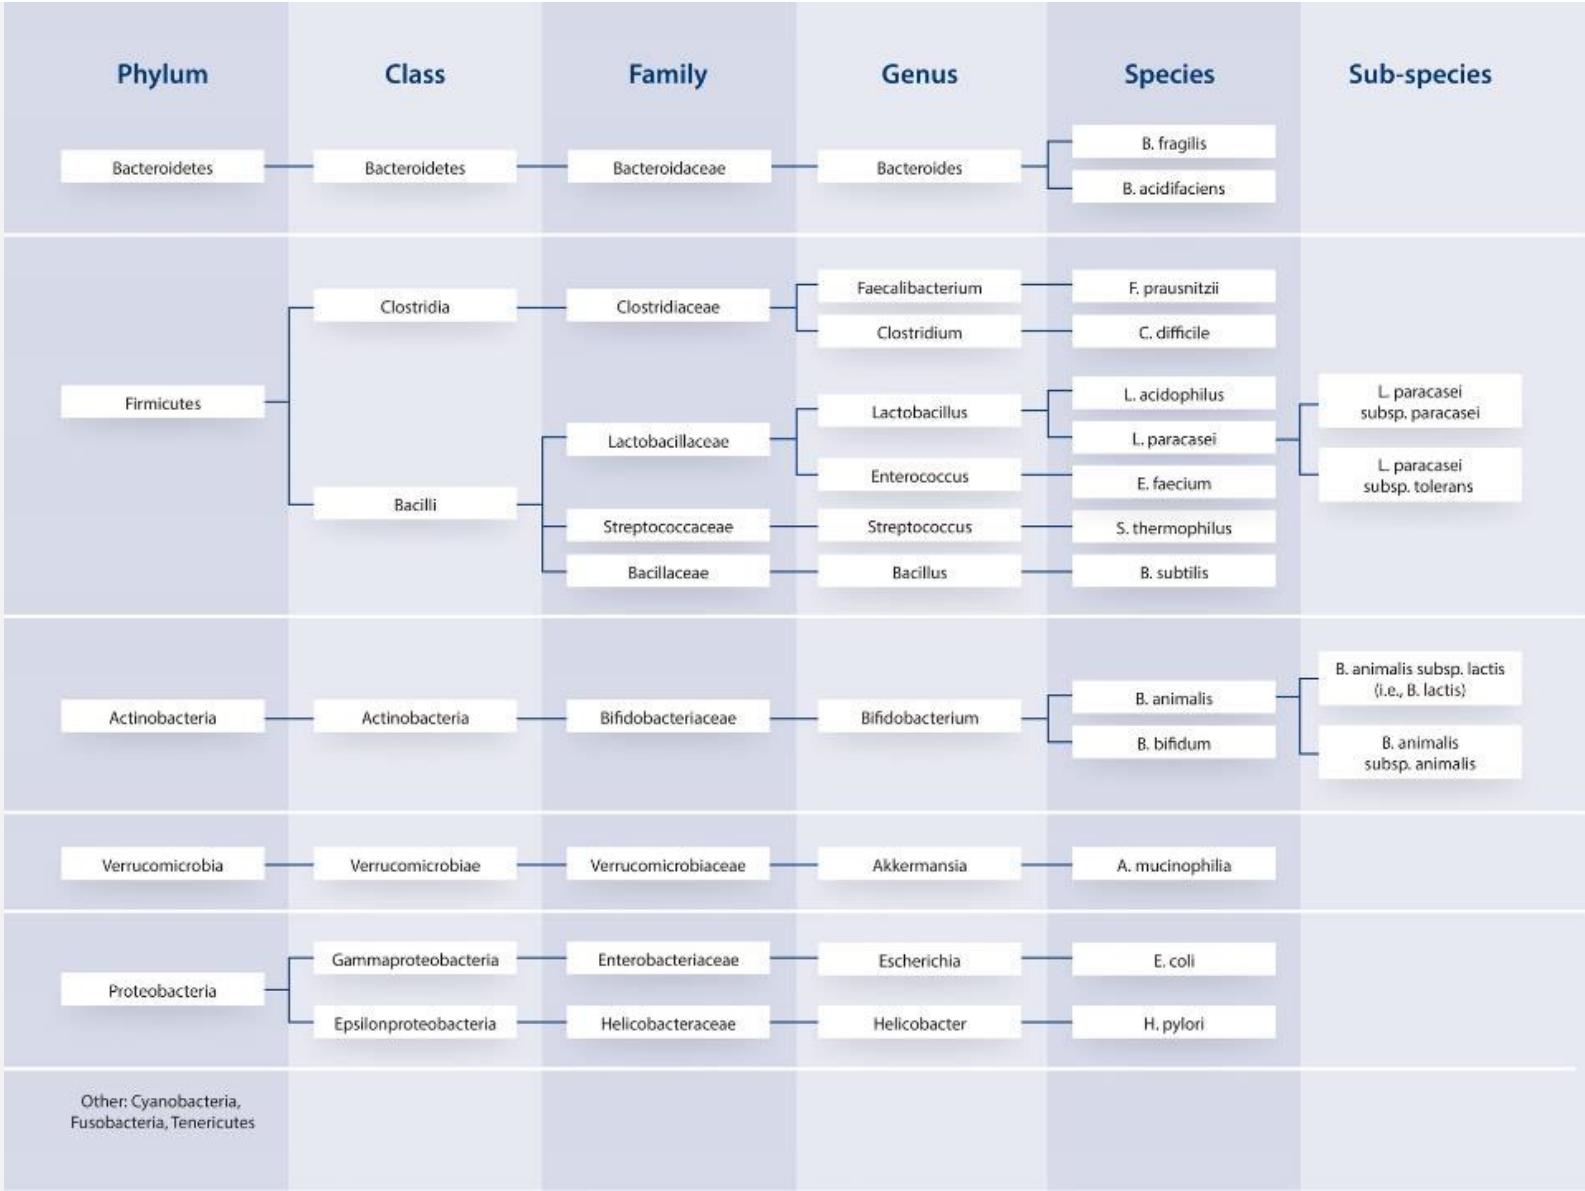 Phylum
Class
Family
Genus
Species
Sub-species
Bacteroidetes
Bacteroidetes
Bacteroidaceae
Bacteroides
B. fragilis
B. acidifaciens
Firmicutes
Clostridia
Clostridiaceae
Faecalibacterium
F. prausnitzii
Clostridium
C. difficile
Bacilli
Lactobacillaceae
Lactobacillus
L. acidophilus
L. paracasei
L. paracasei
subsp. paracasei
L. paracasei
subsp. tolerans
Enterococcus
E. faecium
Streptococcaceae
Streptococcus
S. thermophilus
Bacillaceae
Bacillus
B. subtilis
Actinobacteria
Actinobacteria
Bifidobacteriaceae
Bifidobacterium
B. animalis
B. animalis subsp. lactis
(i.e., B. lactis)
B. animalis
subsp. animalis
B. bifidum
Verrucomicrobia
Verrucomicrobiae
Verrucomicrobiaceae
Akkermansia
A. mucinophilia
Proteobacteria
Gammaproteobacteria
Enterobacteriaceae
Escherichia
E. coli
Epsilonproteobacteria
Helicobacteraceae
Helicobacter
H. pylori
Other: Cyanobacteria,
Fusobacteria, Tenericutes